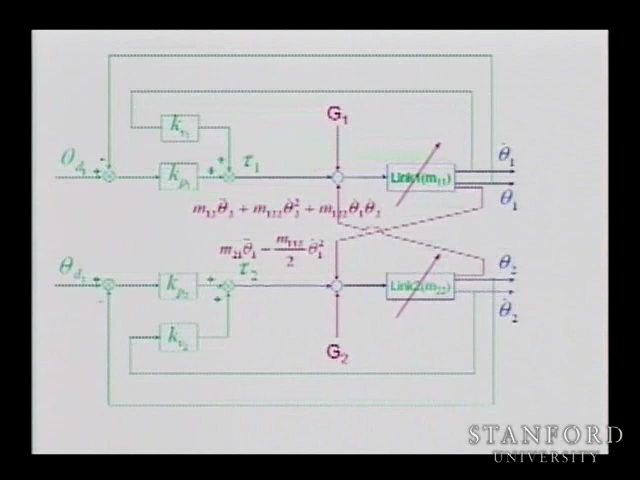 G₁
k_v₁
θ_d₁ + - k_p₁ + + τ₁ Link1(m₁₁) θ̇₁
θ₁
m₁₂θ̈₂ + m₁₂₂θ̇₂² + m₁₁₂θ̇₁θ̇₂
m₂₁θ̈₁ − m₁₁₂/2 θ̇₁²
θ_d₂ + - k_p₂ + + τ₂ Link2(m₂₂) θ₂
θ̇₂
k_v₂
G₂
STANFORD
UNIVERSITY